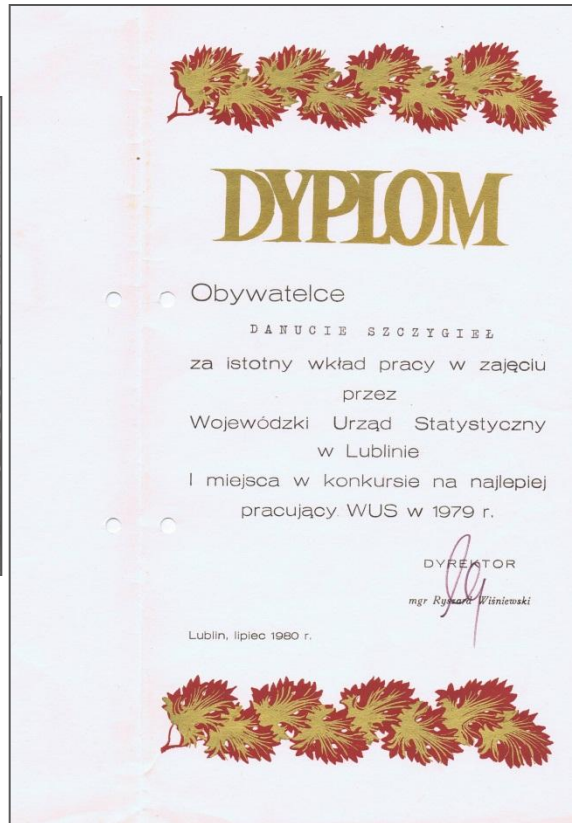 DYPLOM
Obywatelce
DANUCIE SZCZYGIEŁ
za istotny wkład pracy w zajęciu
przez
Wojewódzki Urząd Statystyczny
w Lublinie
I miejsca w konkursie na najlepiej
pracujący WUS w 1979 r.
DYREKTOR
mgr Ryszard Wiśniewski
Lublin, lipiec 1980 r.